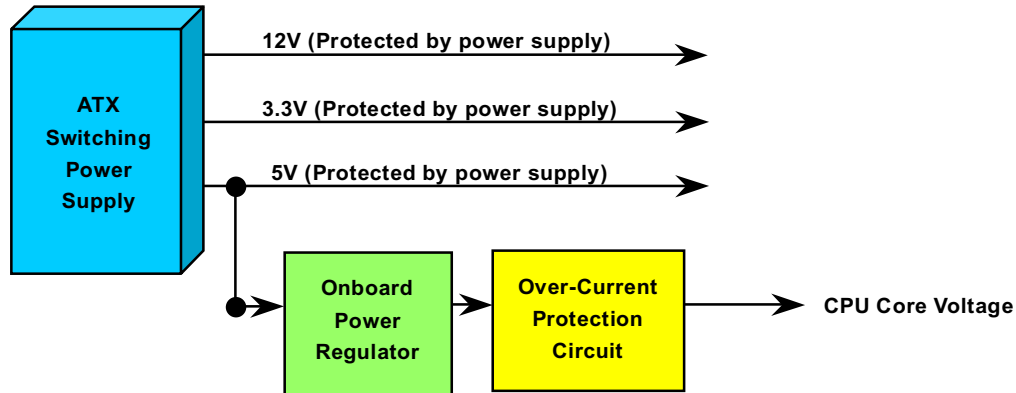 12V (Protected by power supply)
ATX
Switching
Power
Supply
3.3V (Protected by power supply)
5V (Protected by power supply)
Onboard
Power
Regulator
Over-Current
Protection
Circuit
CPU Core Voltage